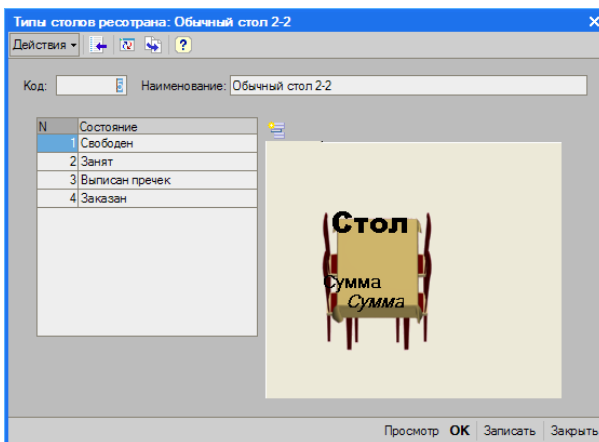 Типы столов ресотрана: Обычный стол 2-2
Действия
Код: Наименование: Обычный стол 2-2
N Состояние
1 Свободен
2 Занят
3 Выписан пречек
4 Заказан
Стол
Сумма
Сумма
Просмотр OK Записать Закрыть